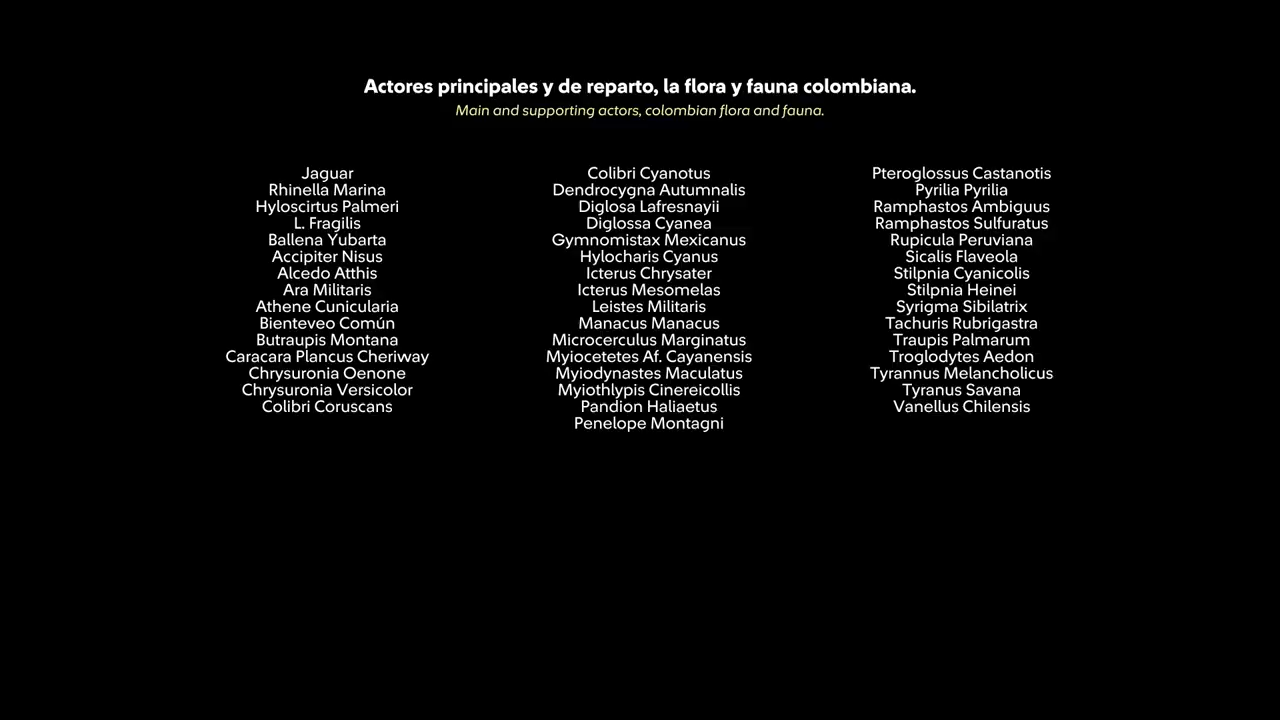 Actores principales y de reparto, la flora y fauna colombiana.
Main and supporting actors, colombian flora and fauna.
Jaguar
Rhinella Marina
Hyloscirtus Palmeri
L. Fragilis
Ballena Yubarta
Accipiter Nisus
Alcedo Atthis
Ara Militaris
Athene Cunicularia
Bienteveo Común
Butraupis Montana
Caracara Plancus Cheriway
Chrysuronia Oenone
Chrysuronia Versicolor
Colibri Coruscans
Colibri Cyanotus
Dendrocygna Autumnalis
Diglosa Lafresnayii
Diglossa Cyanea
Gymnomistax Mexicanus
Hylocharis Cyanus
Icterus Chrysater
Icterus Mesomelas
Leistes Militaris
Manacus Manacus
Microcerculus Marginatus
Myiocetetes Af. Cayanensis
Myiodynastes Maculatus
Myiothlypis Cinereicollis
Pandion Haliaetus
Penelope Montagni
Pteroglossus Castanotis
Pyrilia Pyrilia
Ramphastos Ambiguus
Ramphastos Sulfuratus
Rupicula Peruviana
Sicalis Flaveola
Stilpnia Cyanicolis
Stilpnia Heinei
Syrigma Sibilatrix
Tachuris Rubrigastra
Traupis Palmarum
Troglodytes Aedon
Tyrannus Melancholicus
Tyranus Savana
Vanellus Chilensis